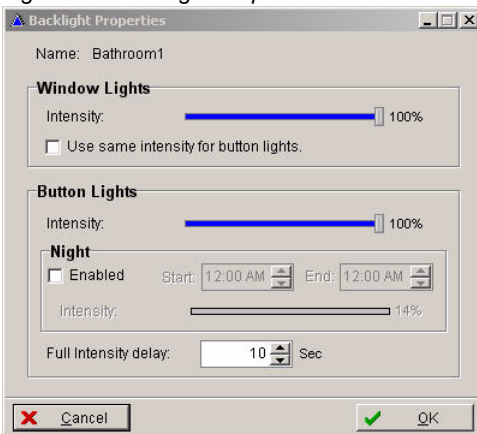 Backlight Properties
Name: Bathroom1
Window Lights
Intensity: 100%
Use same intensity for button lights.
Button Lights
Intensity: 100%
Night
Enabled Start: 12:00 AM End: 12:00 AM
Intensity: 14%
Full Intensity delay: 10 Sec
Cancel OK